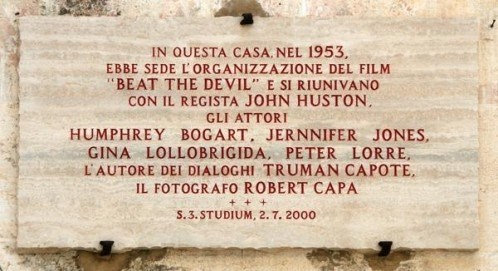 IN QUESTA CASA, NEL 1953,
EBBE SEDE L'ORGANIZZAZIONE DEL FILM
"BEAT THE DEVIL" E SI RIUNIVANO
CON IL REGISTA JOHN HUSTON,
GLI ATTORI
HUMPHREY BOGART, JERNNIFER JONES,
GINA LOLLOBRIGIDA, PETER LORRE,
L'AUTORE DEI DIALOGHI TRUMAN CAPOTE,
IL FOTOGRAFO ROBERT CAPA
+ + +
S.3.STUDIUM, 2.7.2000